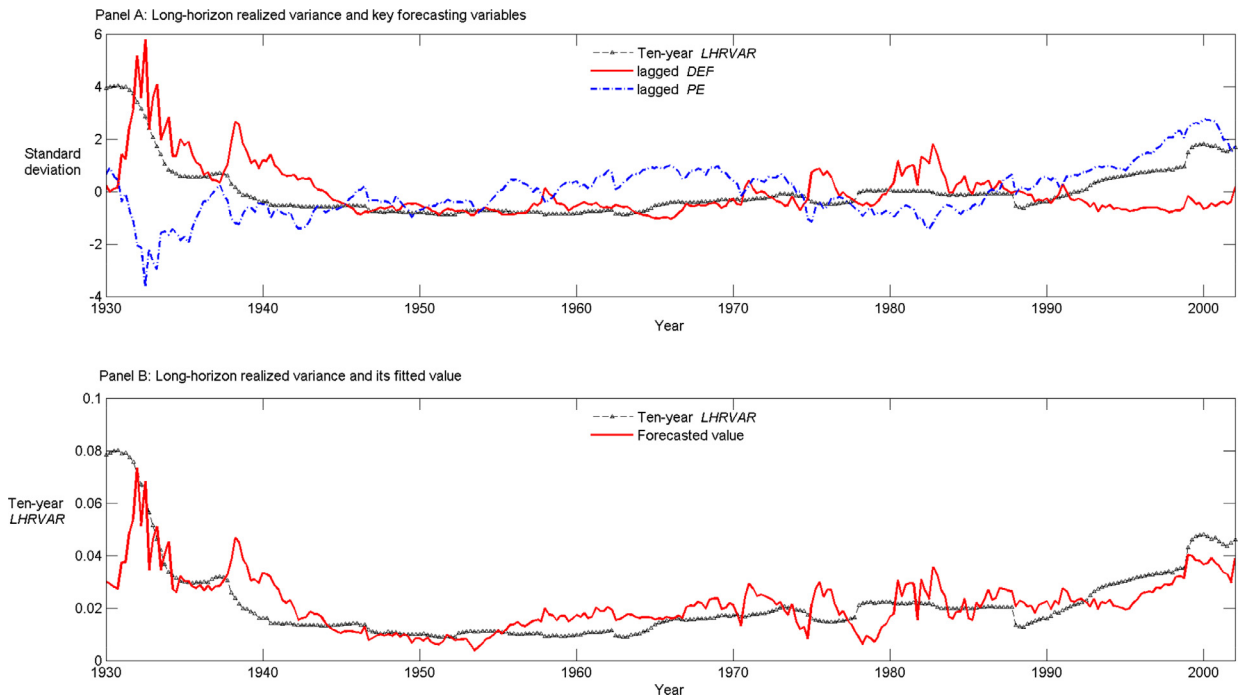 Panel A: Long-horizon realized variance and key forecasting variables
6
4
2
0
-2
-4
Standard
deviation
Ten-year LHRVAR
lagged DEF
lagged PE
1930 1940 1950 1960 1970 1980 1990 2000
Year
Panel B: Long-horizon realized variance and its fitted value
0.1
0.08
0.06
0.04
0.02
0
Ten-year
LHRVAR
Ten-year LHRVAR
Forecasted value
1930 1940 1950 1960 1970 1980 1990 2000
Year